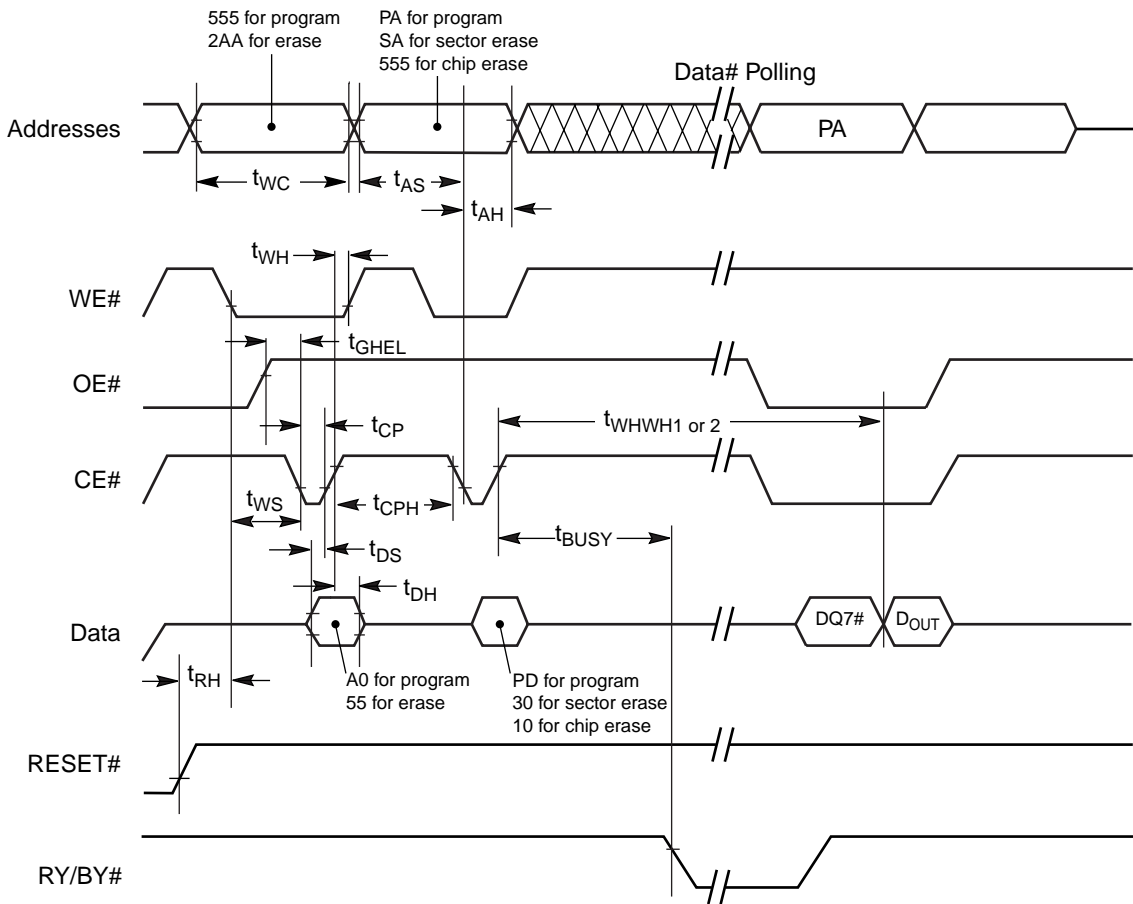 555 for program
2AA for erase
PA for program
SA for sector erase
555 for chip erase
Data# Polling
Addresses
PA
tWC
tAS
tAH
tWH
WE#
tGHEL
OE#
tCP
tWHWH1 or 2
CE#
tWS
tCPH
tBUSY
tDS
tDH
Data
DQ7#
DOUT
tRH
A0 for program
55 for erase
PD for program
30 for sector erase
10 for chip erase
RESET#
RY/BY#